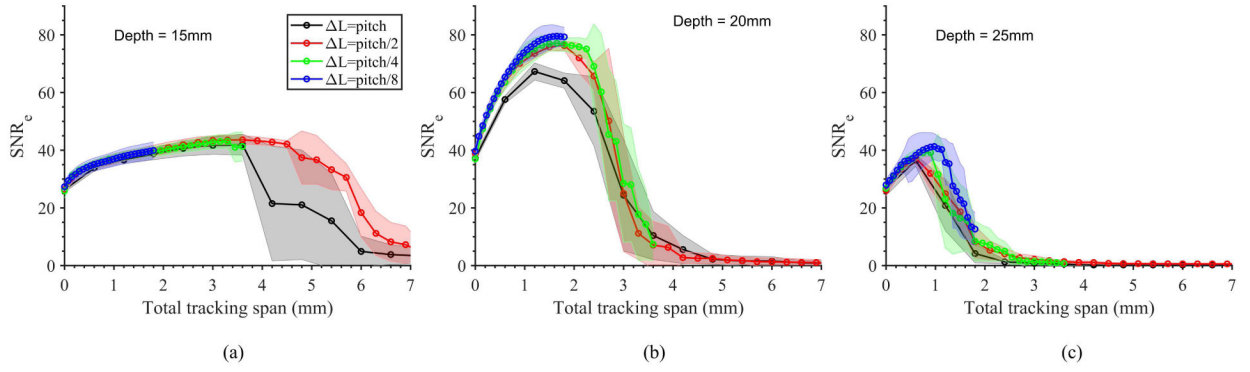 Depth = 15mm
ΔL=pitch
ΔL=pitch/2
ΔL=pitch/4
ΔL=pitch/8
SNRe
80
60
40
20
0
0 1 2 3 4 5 6 7
Total tracking span (mm)
(a)
Depth = 20mm
SNRe
80
60
40
20
0
0 1 2 3 4 5 6 7
Total tracking span (mm)
(b)
Depth = 25mm
SNRe
80
60
40
20
0
0 1 2 3 4 5 6 7
Total tracking span (mm)
(c)